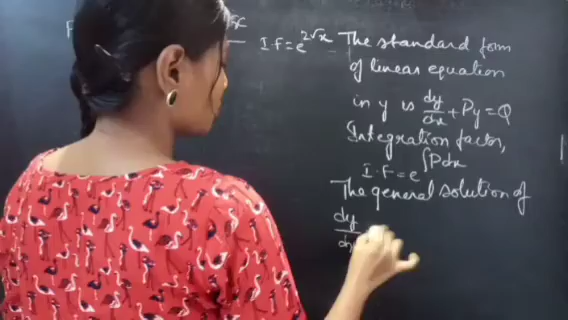 I.F = e^{2√x}
The standard form
of linear equation
in y is dy/dx + Py = Q
Integration factor,
I.F = e^{∫Pdx}
The general solution of
dy/dx